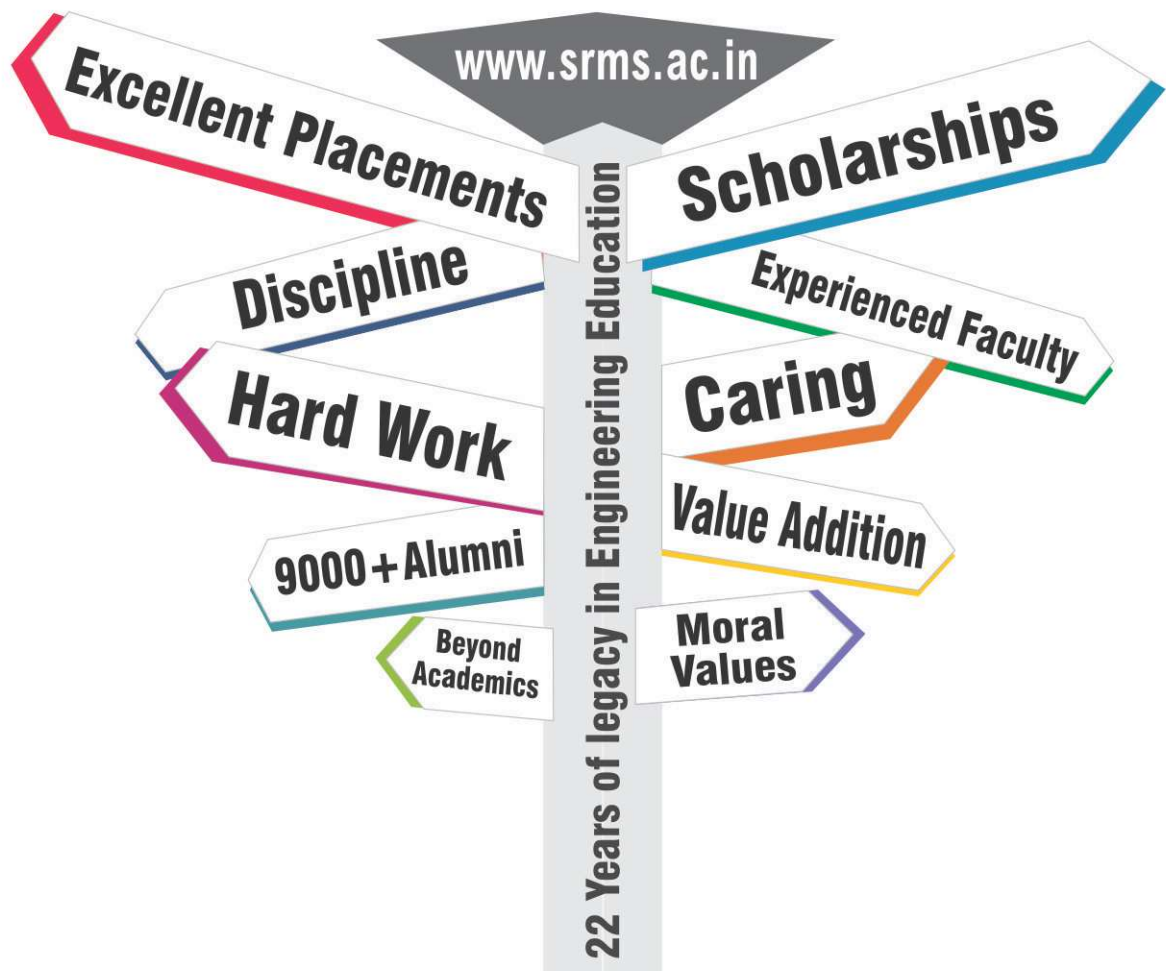 www.srms.ac.in
Excellent Placements
Scholarships
Discipline
Experienced Faculty
Hard Work
Caring
9000+Alumni
Value Addition
Beyond
Academics
Moral
Values
22 Years of legacy in Engineering Education